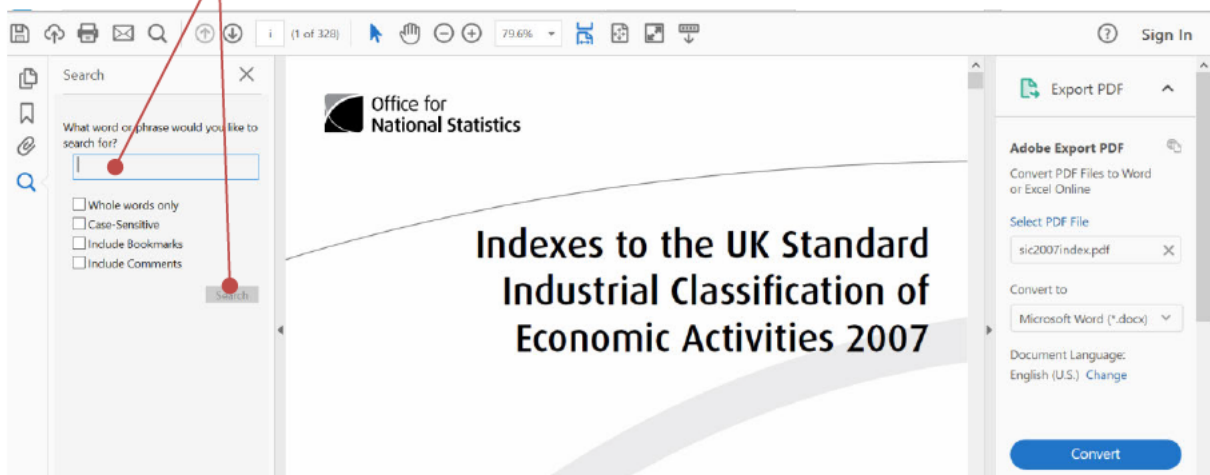 i (1 of 328) 79.6% Sign In
Search
What word or phrase would you like to
search for?
Whole words only
Case-Sensitive
Include Bookmarks
Include Comments
Search
Office for
National Statistics
Indexes to the UK Standard
Industrial Classification of
Economic Activities 2007
Export PDF
Adobe Export PDF
Convert PDF Files to Word
or Excel Online
Select PDF File
sic2007index.pdf
Convert to
Microsoft Word (*.docx)
Document Language:
English (U.S.) Change
Convert